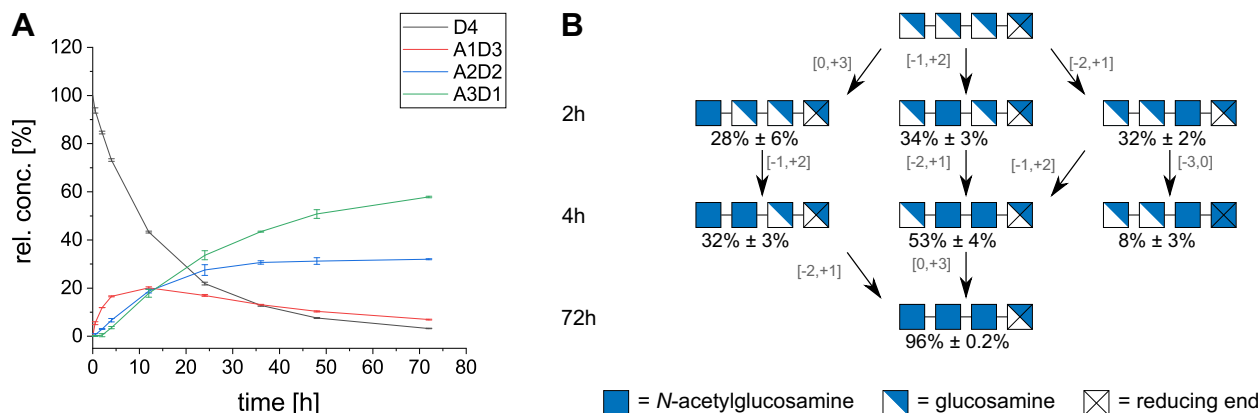 A
120
100
80
60
40
20
0
rel. conc. [%]
0 10 20 30 40 50 60 70 80
time [h]
D4
A1D3
A2D2
A3D1
B
[0,+3] [-1,+2] [-2,+1]
2h
28% ± 6% 34% ± 3% 32% ± 2%
[-1,+2] [-2,+1] [-1,+2] [-3,0]
4h
32% ± 3% 53% ± 4% 8% ± 3%
[-2,+1] [0,+3]
72h
96% ± 0.2%
= N-acetylglucosamine = glucosamine = reducing end